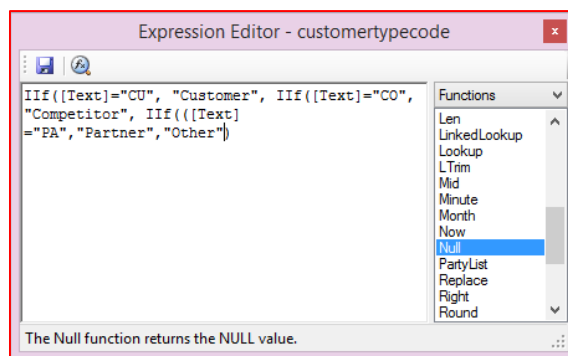 Expression Editor - customertypecode
x
IIf([Text]="CU", "Customer", IIf([Text]="CO",
"Competitor", IIf(([Text]
="PA","Partner","Other")
Functions
Len
LinkedLookup
Lookup
LTrim
Mid
Minute
Month
Now
Null
PartyList
Replace
Right
Round
The Null function returns the NULL value.